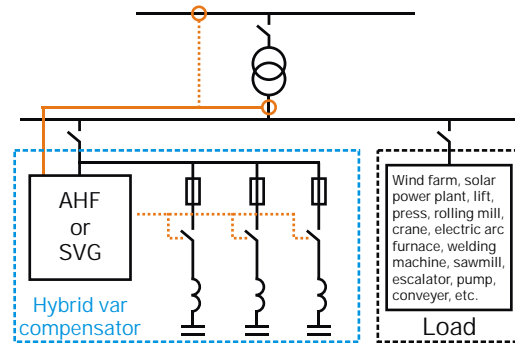 AHF
or
SVG
Hybrid var
compensator
Wind farm, solar
power plant, lift,
press, rolling mill,
crane, electric arc
furnace, welding
machine, sawmill,
escalator, pump,
conveyer, etc.
Load